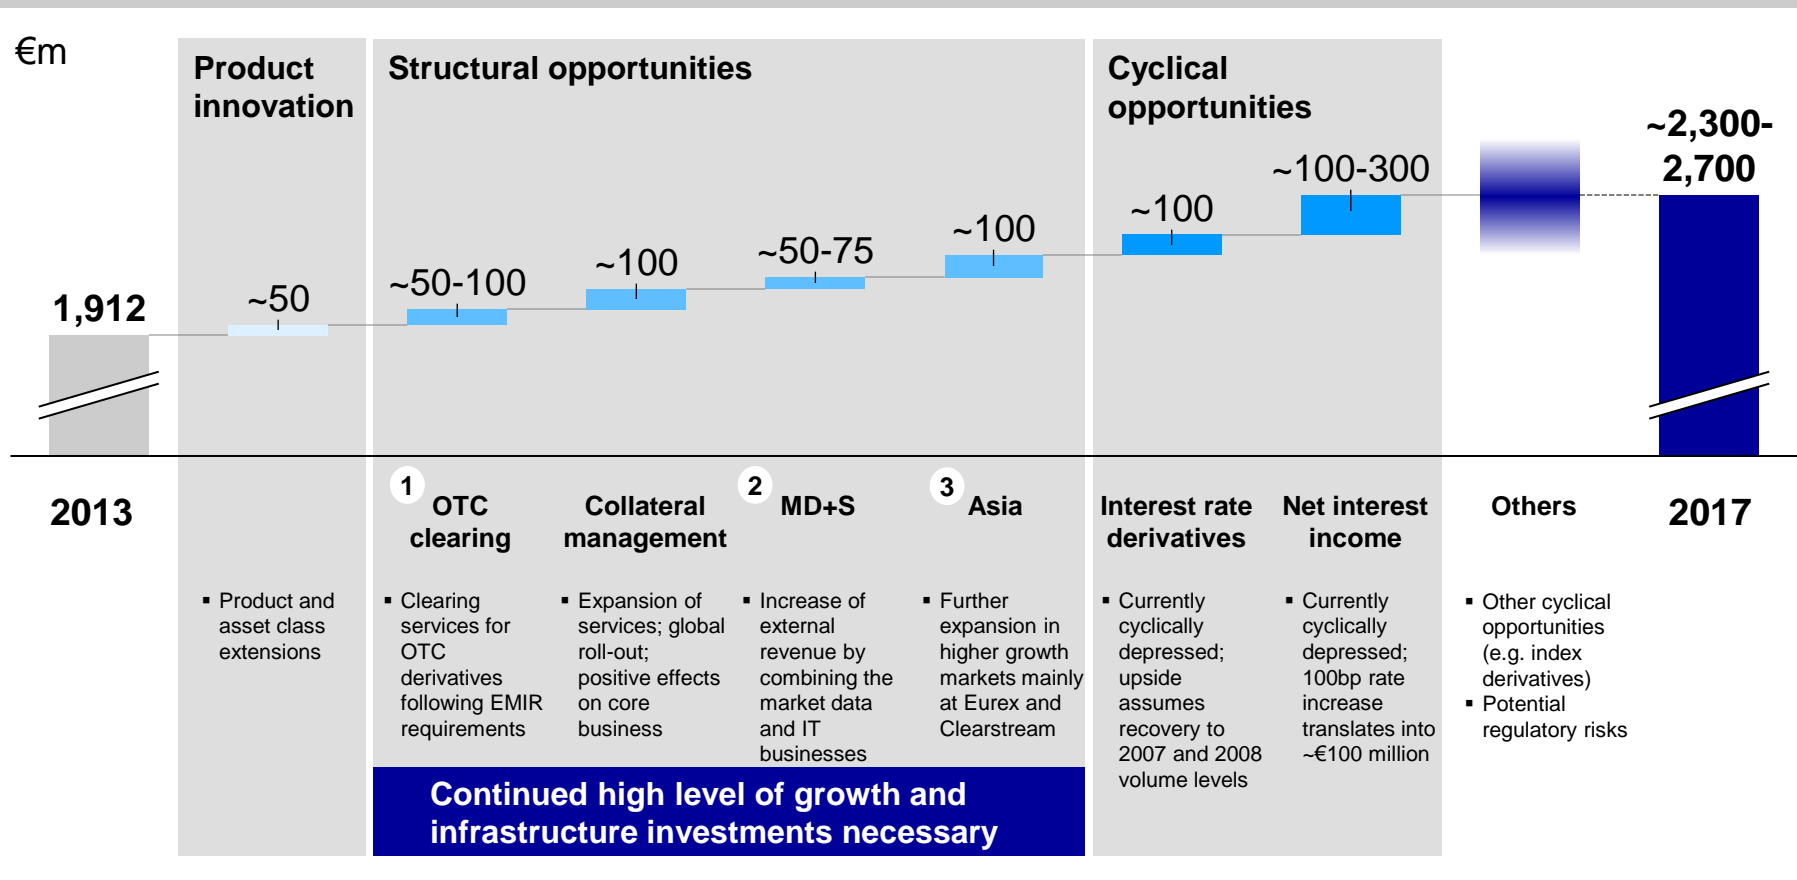 €m
Product
innovation
Structural opportunities
Cyclical
opportunities
~2,300-
2,700
~100-300
~100
~100
~50-75
~100
~50-100
~50
1,912
2013
1
OTC
clearing
Collateral
management
2
MD+S
3
Asia
Interest rate
derivatives
Net interest
income
Others
2017
▪ Product and
asset class
extensions
▪ Clearing
services for
OTC
derivatives
following EMIR
requirements
▪ Expansion of
services; global
roll-out;
positive effects
on core
business
▪ Increase of
external
revenue by
combining the
market data
and IT
businesses
▪ Further
expansion in
higher growth
markets mainly
at Eurex and
Clearstream
▪ Currently
cyclically
depressed;
upside
assumes
recovery to
2007 and 2008
volume levels
▪ Currently
cyclically
depressed;
100bp rate
increase
translates into
~€100 million
▪ Other cyclical
opportunities
(e.g. index
derivatives)
▪ Potential
regulatory risks
Continued high level of growth and
infrastructure investments necessary